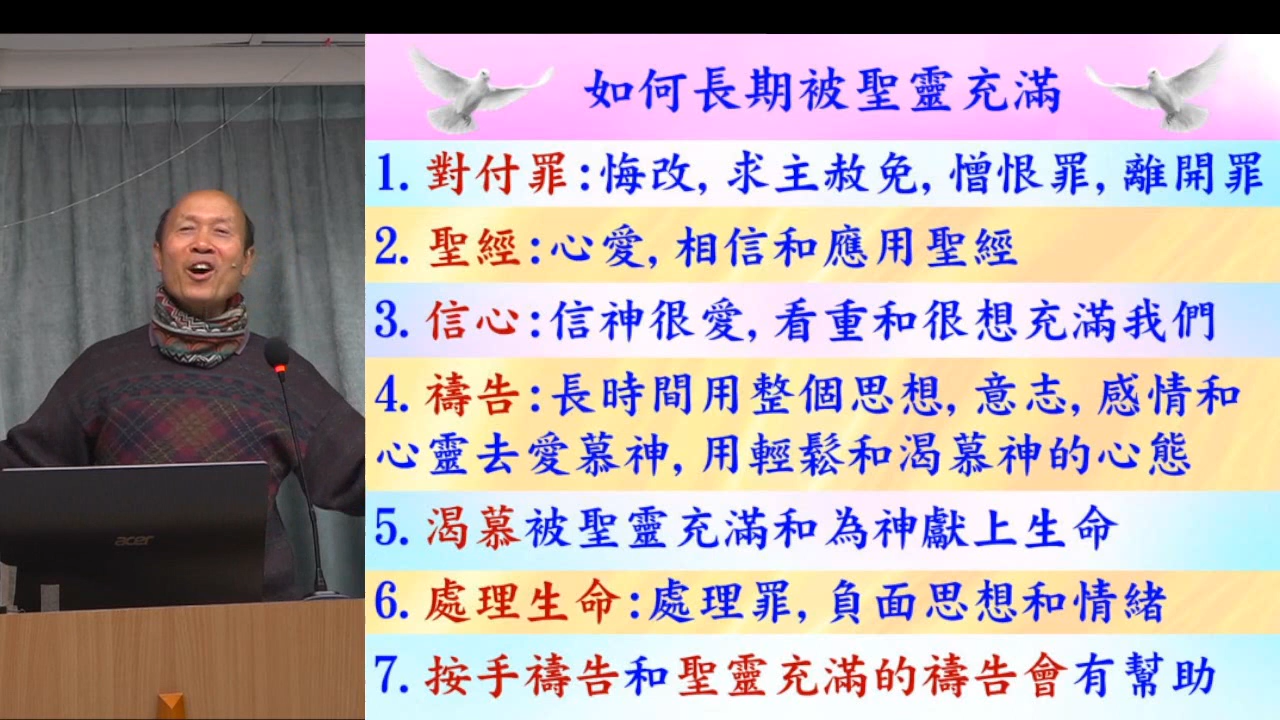 如何長期被聖靈充滿
1. 對付罪:悔改, 求主赦免, 憎恨罪, 離開罪
2. 聖經:心愛, 相信和應用聖經
3. 信心:信神很愛, 看重和很想充滿我們
4. 禱告:長時間用整個思想, 意志, 感情和
心靈去愛慕神, 用輕鬆和渴慕神的心態
5. 渴慕被聖靈充滿和為神獻上生命
6. 處理生命:處理罪, 負面思想和情緒
7. 按手禱告和聖靈充滿的禱告會有幫助
acer